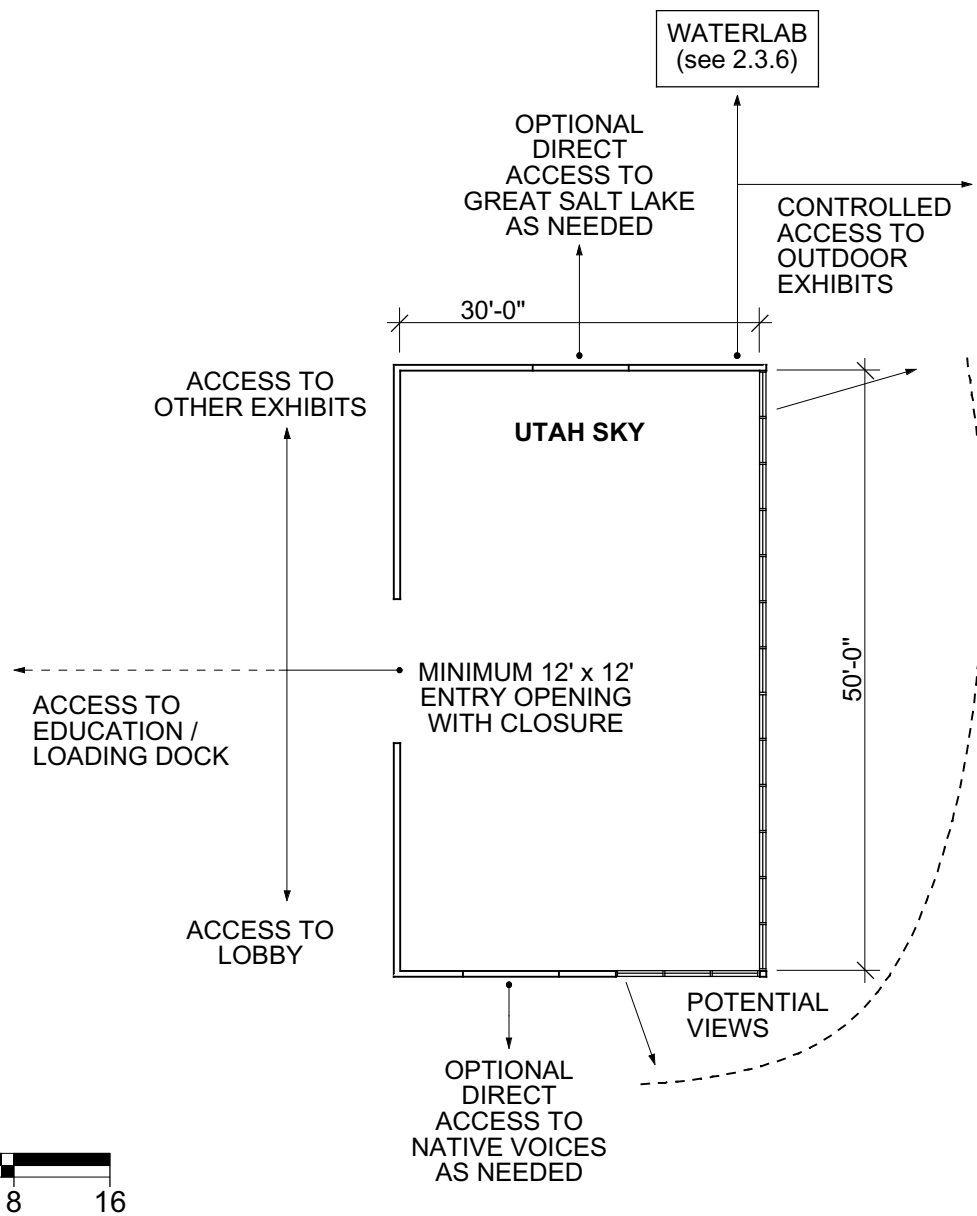 WATERLAB
(see 2.3.6)
OPTIONAL
DIRECT
ACCESS TO
GREAT SALT LAKE
AS NEEDED
CONTROLLED
ACCESS TO
OUTDOOR
EXHIBITS
30'-0"
ACCESS TO
OTHER EXHIBITS
UTAH SKY
MINIMUM 12' x 12'
ENTRY OPENING
WITH CLOSURE
50'-0"
ACCESS TO
EDUCATION /
LOADING DOCK
ACCESS TO
LOBBY
POTENTIAL
VIEWS
OPTIONAL
DIRECT
ACCESS TO
NATIVE VOICES
AS NEEDED
8 16